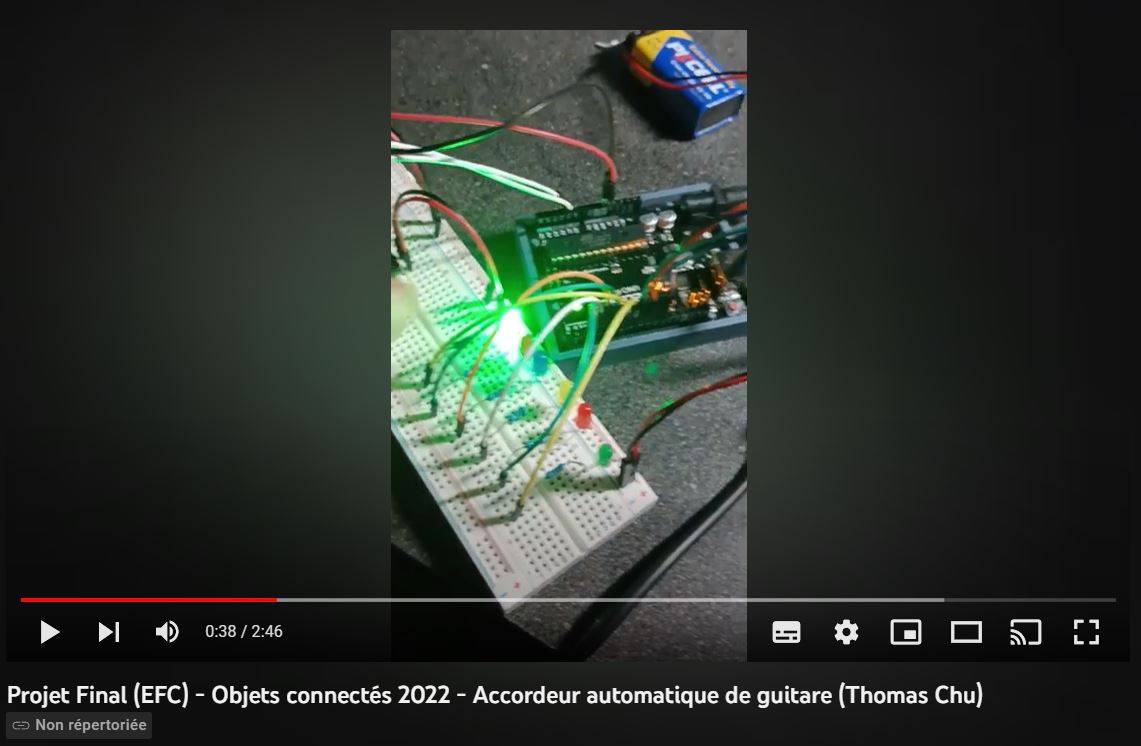 0:38 / 2:46
Projet Final (EFC) - Objets connectés 2022 - Accordeur automatique de guitare (Thomas Chu)
Non répertoriée